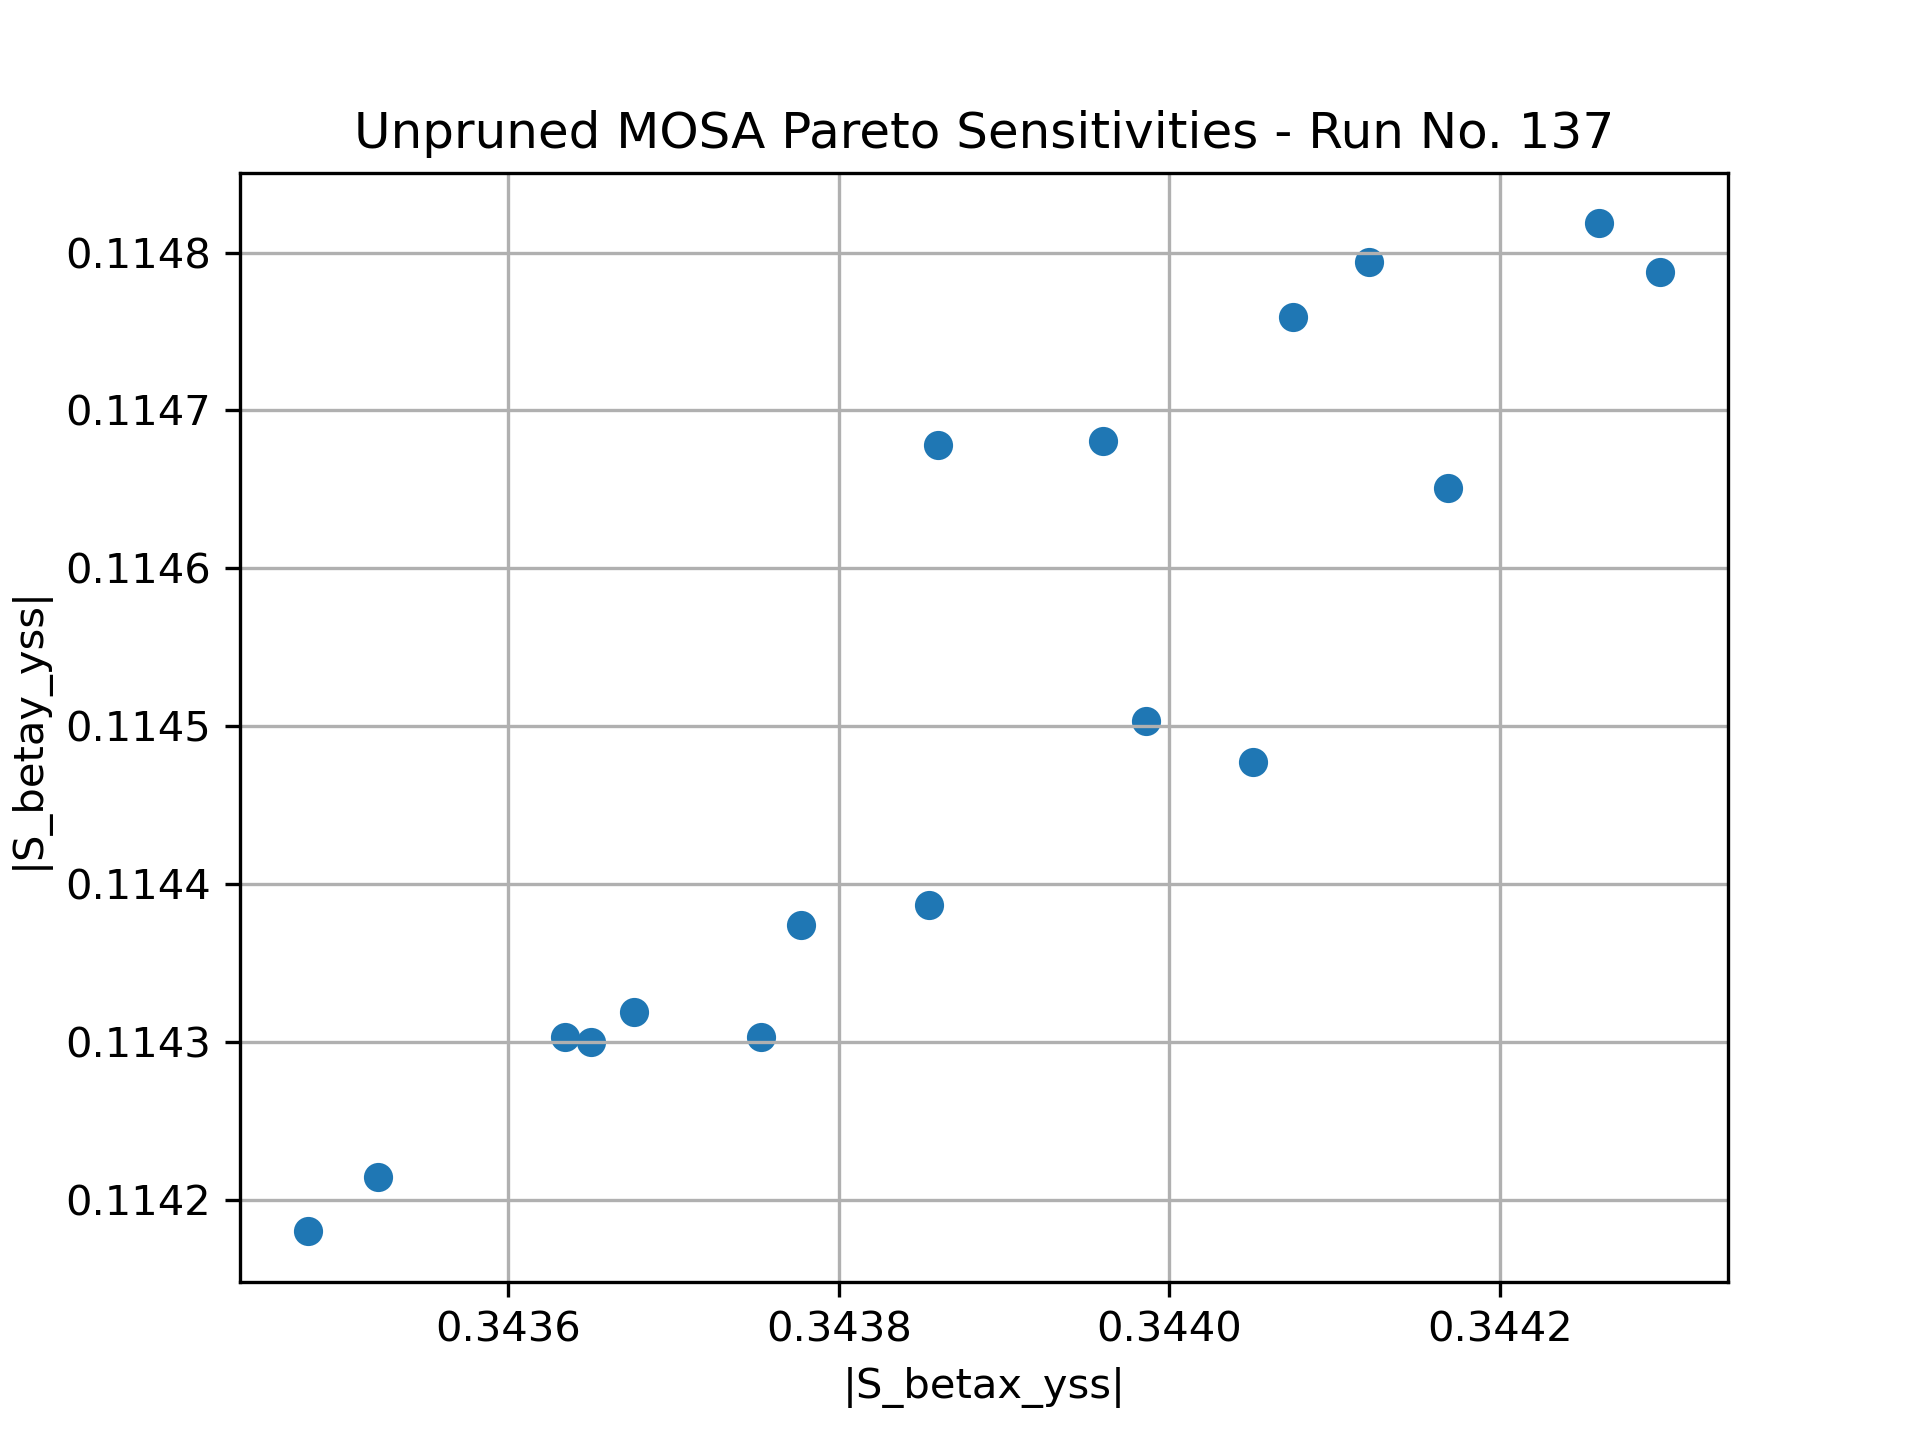 Unpruned MOSA Pareto Sensitivities - Run No. 137
|S_betay_yss|
0.1148
0.1147
0.1146
0.1145
0.1144
0.1143
0.1142
0.3436 0.3438 0.3440 0.3442
|S_betax_yss|